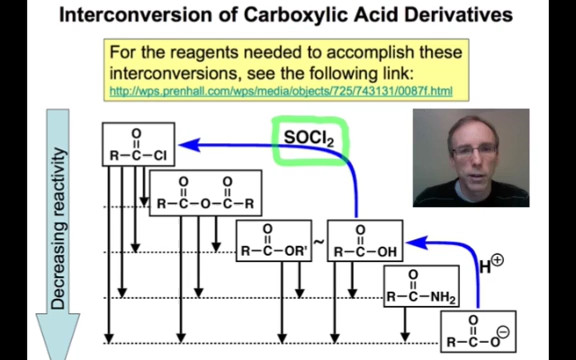 Interconversion of Carboxylic Acid Derivatives
For the reagents needed to accomplish these
interconversions, see the following link:
http://wps.prenhall.com/wps/media/objects/725/743131/0087f.html
Decreasing reactivity
SOCl2
O
R-C-Cl
O O
R-C-O-C-R
O
R-C-OR'
~
O
R-C-OH
H⊕
O
R-C-NH2
O
R-C-O⊖